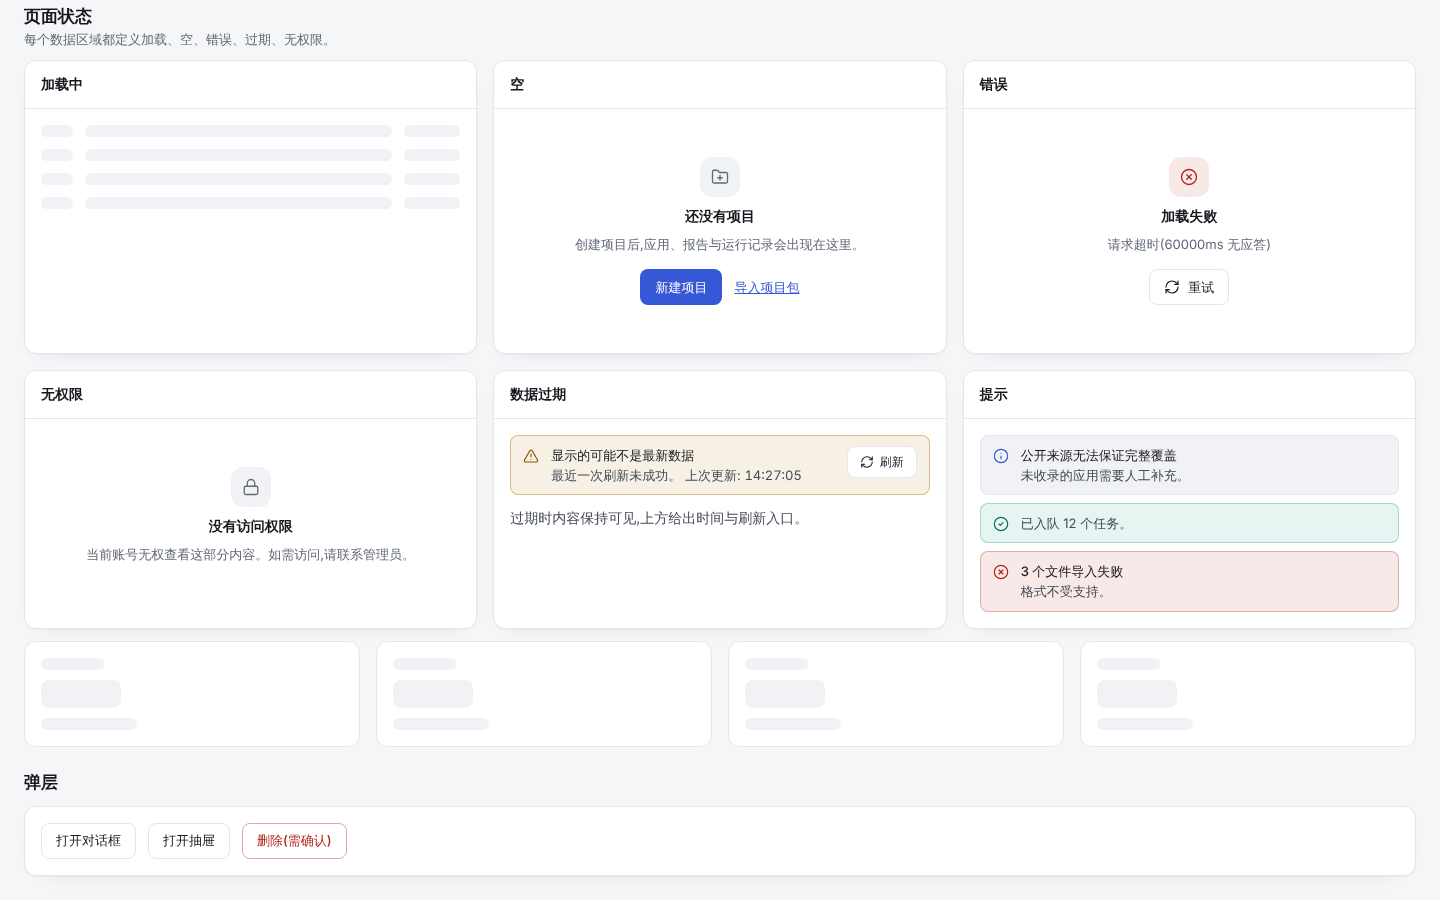 页面状态
每个数据区域都定义加载、空、错误、过期、无权限。
加载中
空
还没有项目
创建项目后,应用、报告与运行记录会出现在这里。
新建项目
导入项目包
错误
加载失败
请求超时(60000ms 无应答)
重试
无权限
没有访问权限
当前账号无权查看这部分内容。如需访问,请联系管理员。
数据过期
显示的可能不是最新数据
最近一次刷新未成功。 上次更新: 14:27:05
刷新
过期时内容保持可见,上方给出时间与刷新入口。
提示
公开来源无法保证完整覆盖
未收录的应用需要人工补充。
已入队 12 个任务。
3 个文件导入失败
格式不受支持。
弹层
打开对话框
打开抽屉
删除(需确认)